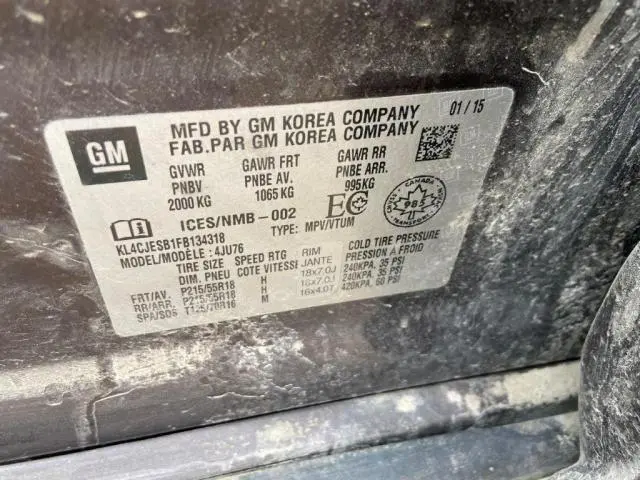 GM
MFD BY GM KOREA COMPANY 01/15
FAB.PAR GM KOREA COMPANY
GVWR GAWR FRT GAWR RR
PNBV PNBE AV. PNBE ARR.
2000 KG 1065 KG 995KG
ICES/NMB-002 EC CANADA 985
TYPE: MPV/VTUM
KL4CJESB1FB134318
MODEL/MODÈLE : 4JU76
TIRE SIZE SPEED RTG RIM COLD TIRE PRESSURE
DIM. PNEU COTE VITESSE JANTE PRESSION A FROID
FRT/AV. P215/55R18 H 18x7.0J 240KPA, 35 PSI
RR/ARR. P215/55R18 H 18x7.0J 240KPA, 35 PSI
SPA/SOS M 420KPA, 60 PSI